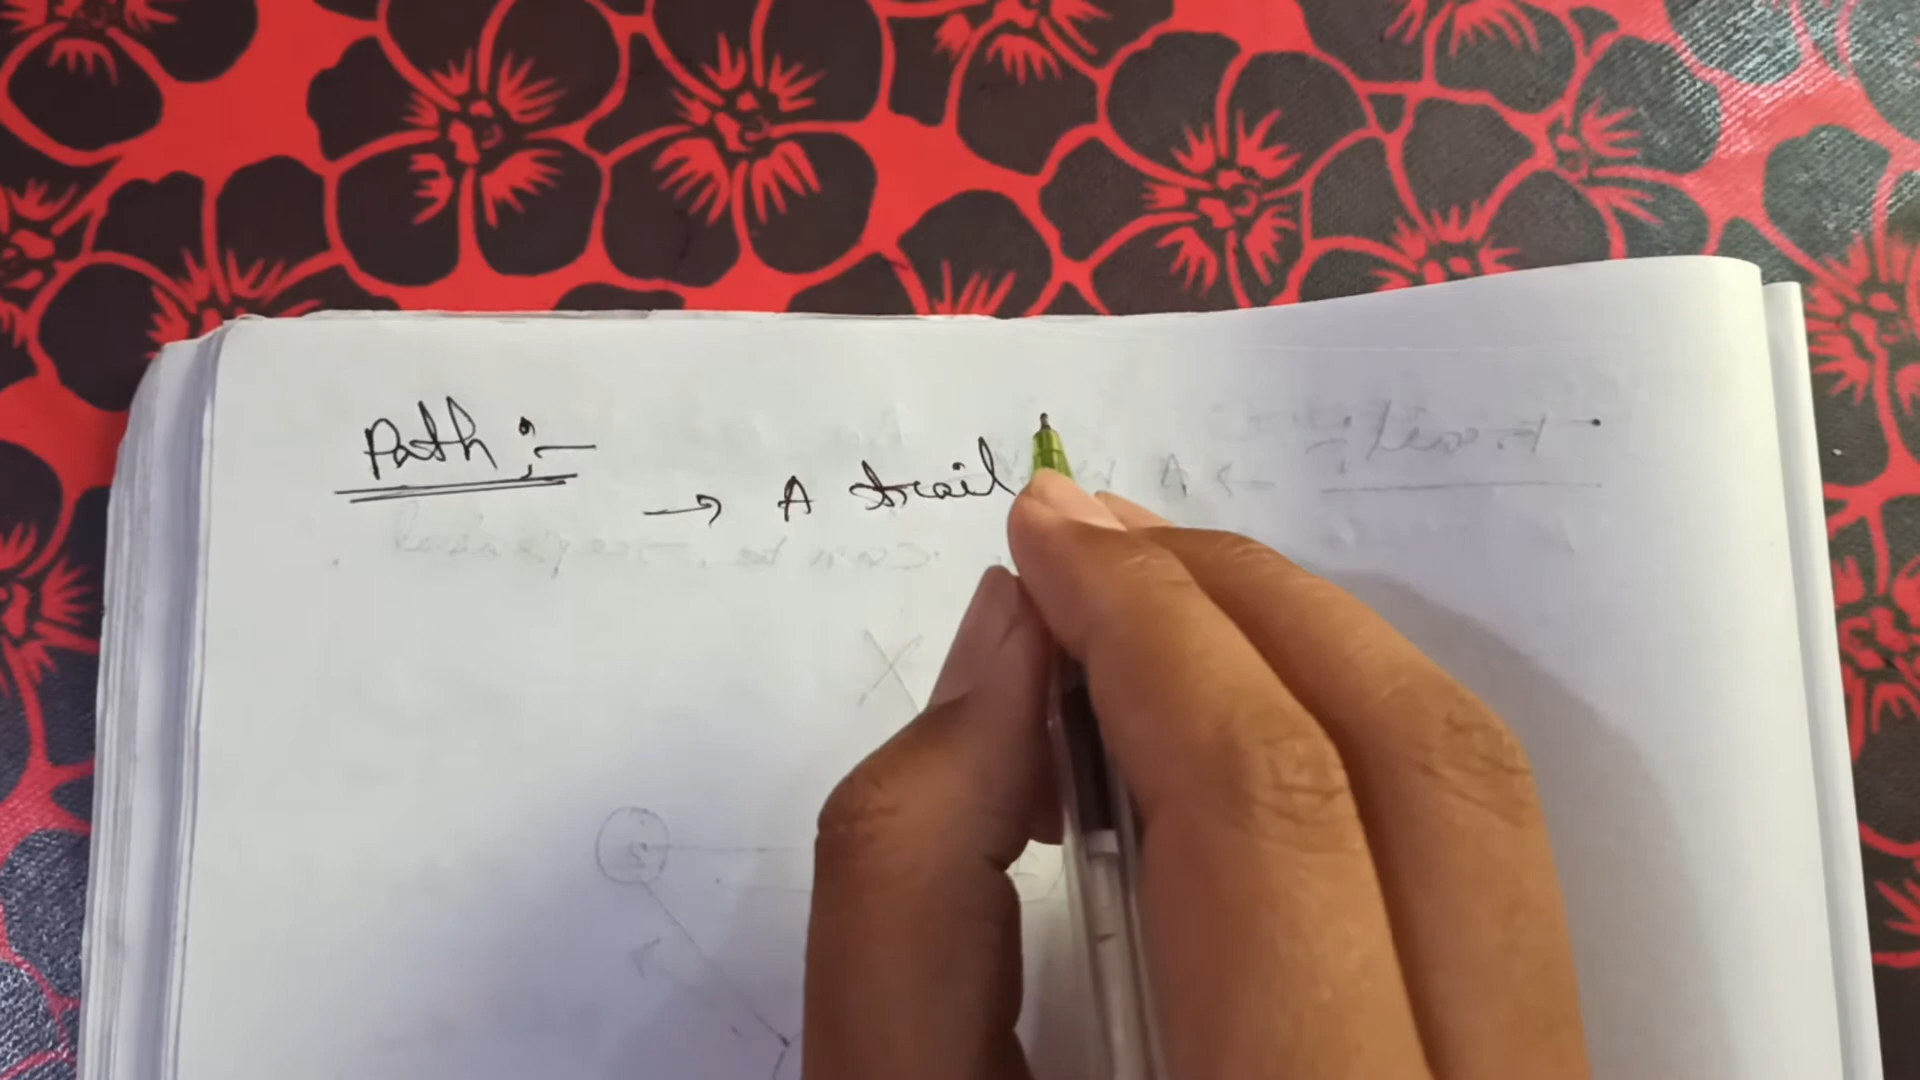 Path :-
→ A trail